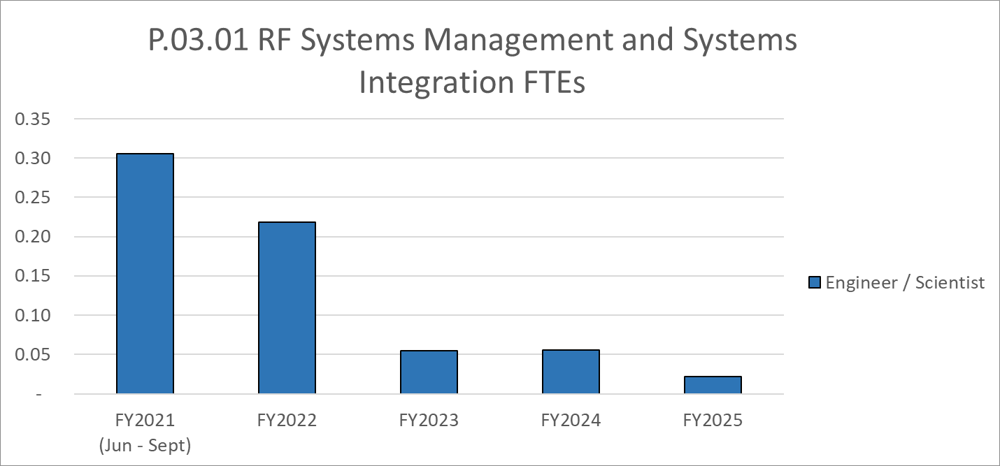 P.03.01 RF Systems Management and Systems
Integration FTEs
0.35
0.30
0.25
0.20
0.15
0.10
0.05
-
Engineer / Scientist
FY2021
(Jun - Sept)
FY2022
FY2023
FY2024
FY2025